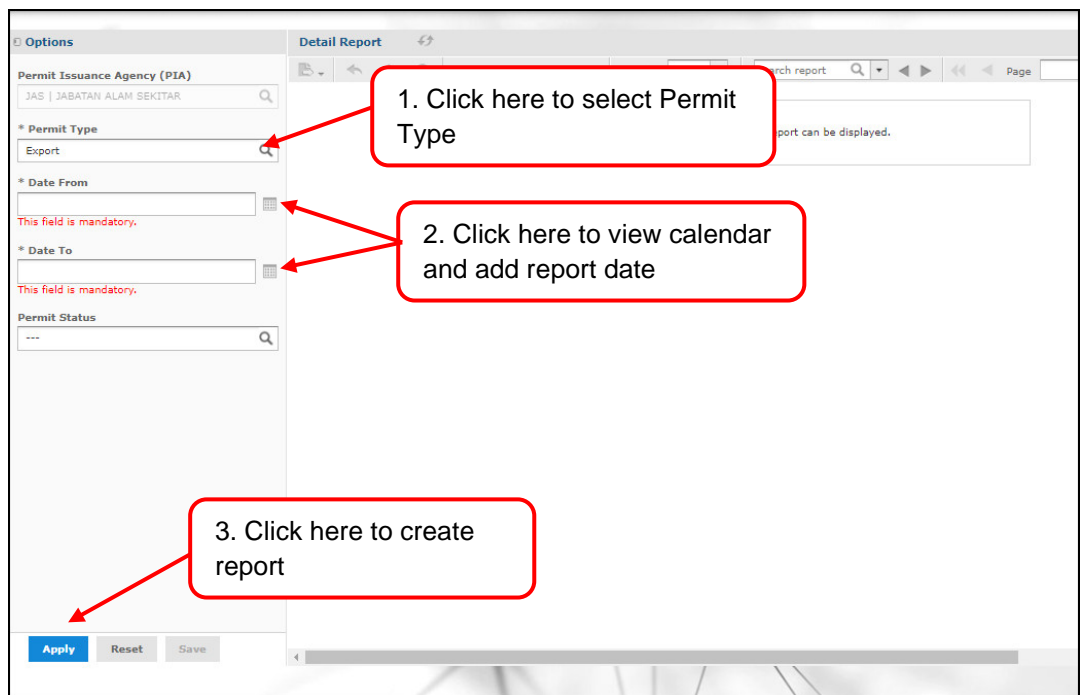 Options
Detail Report
Permit Issuance Agency (PIA)
JAS | JABATAN ALAM SEKITAR
* Permit Type
Export
* Date From
This field is mandatory.
* Date To
This field is mandatory.
Permit Status
---
report
Page
can be displayed.
1. Click here to select Permit
Type
2. Click here to view calendar
and add report date
3. Click here to create
report
Apply
Reset
Save